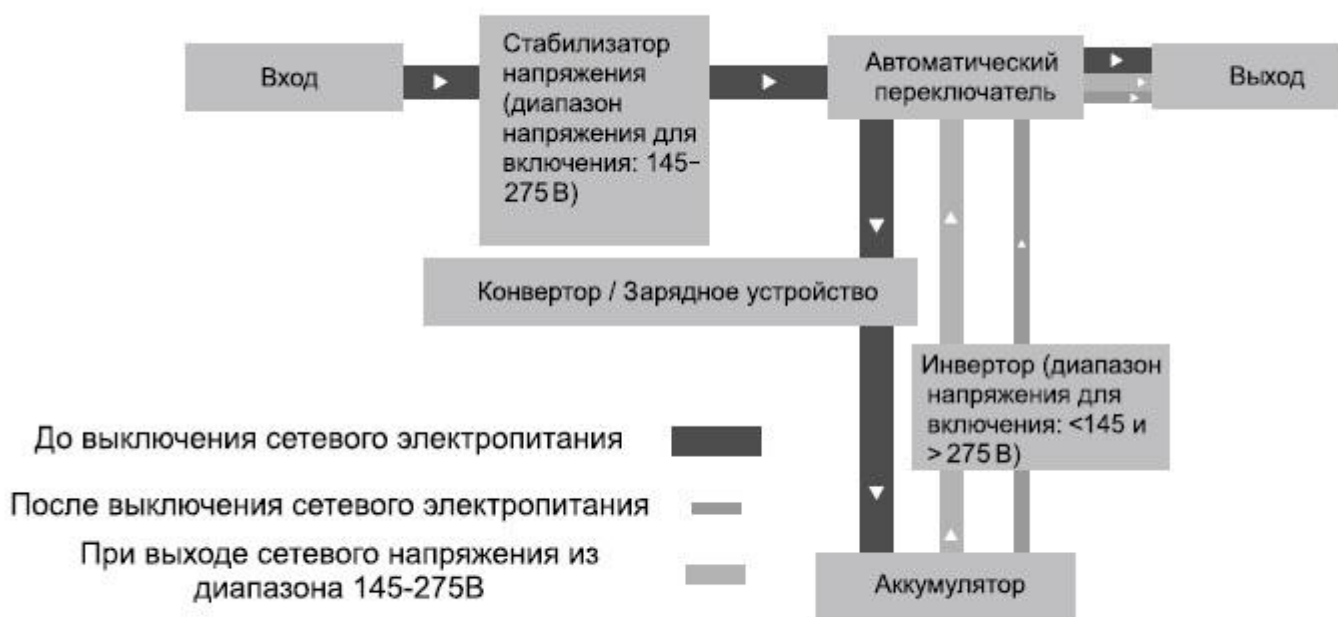 Вход
Стабилизатор
напряжения
(диапазон
напряжения для
включения: 145-
275 В)
Автоматический
переключатель
Выход
Конвертор / Зарядное устройство
Инвертор (диапазон
напряжения для
включения: <145 и
> 275 В)
До выключения сетевого электропитания
После выключения сетевого электропитания
При выходе сетевого напряжения из
диапазона 145-275В
Аккумулятор